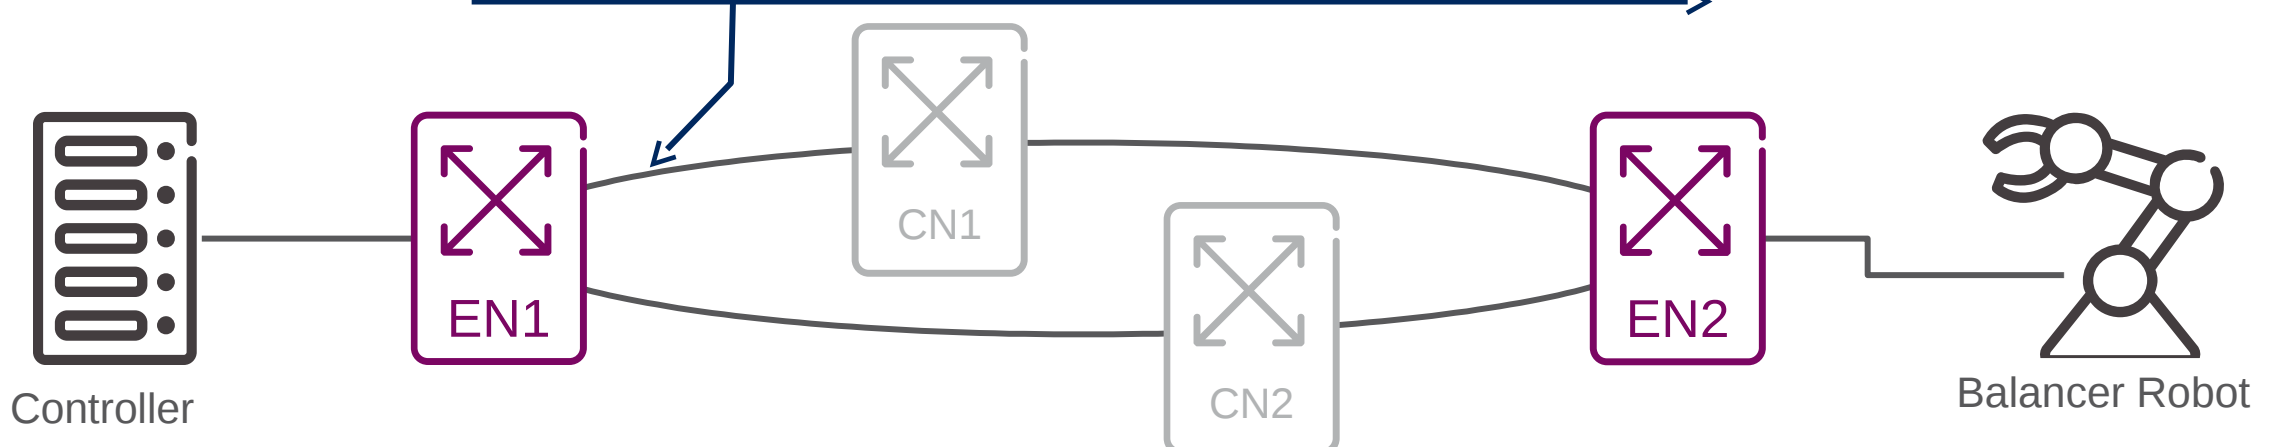 CN1
EN1
EN2
CN2
Controller
Balancer Robot